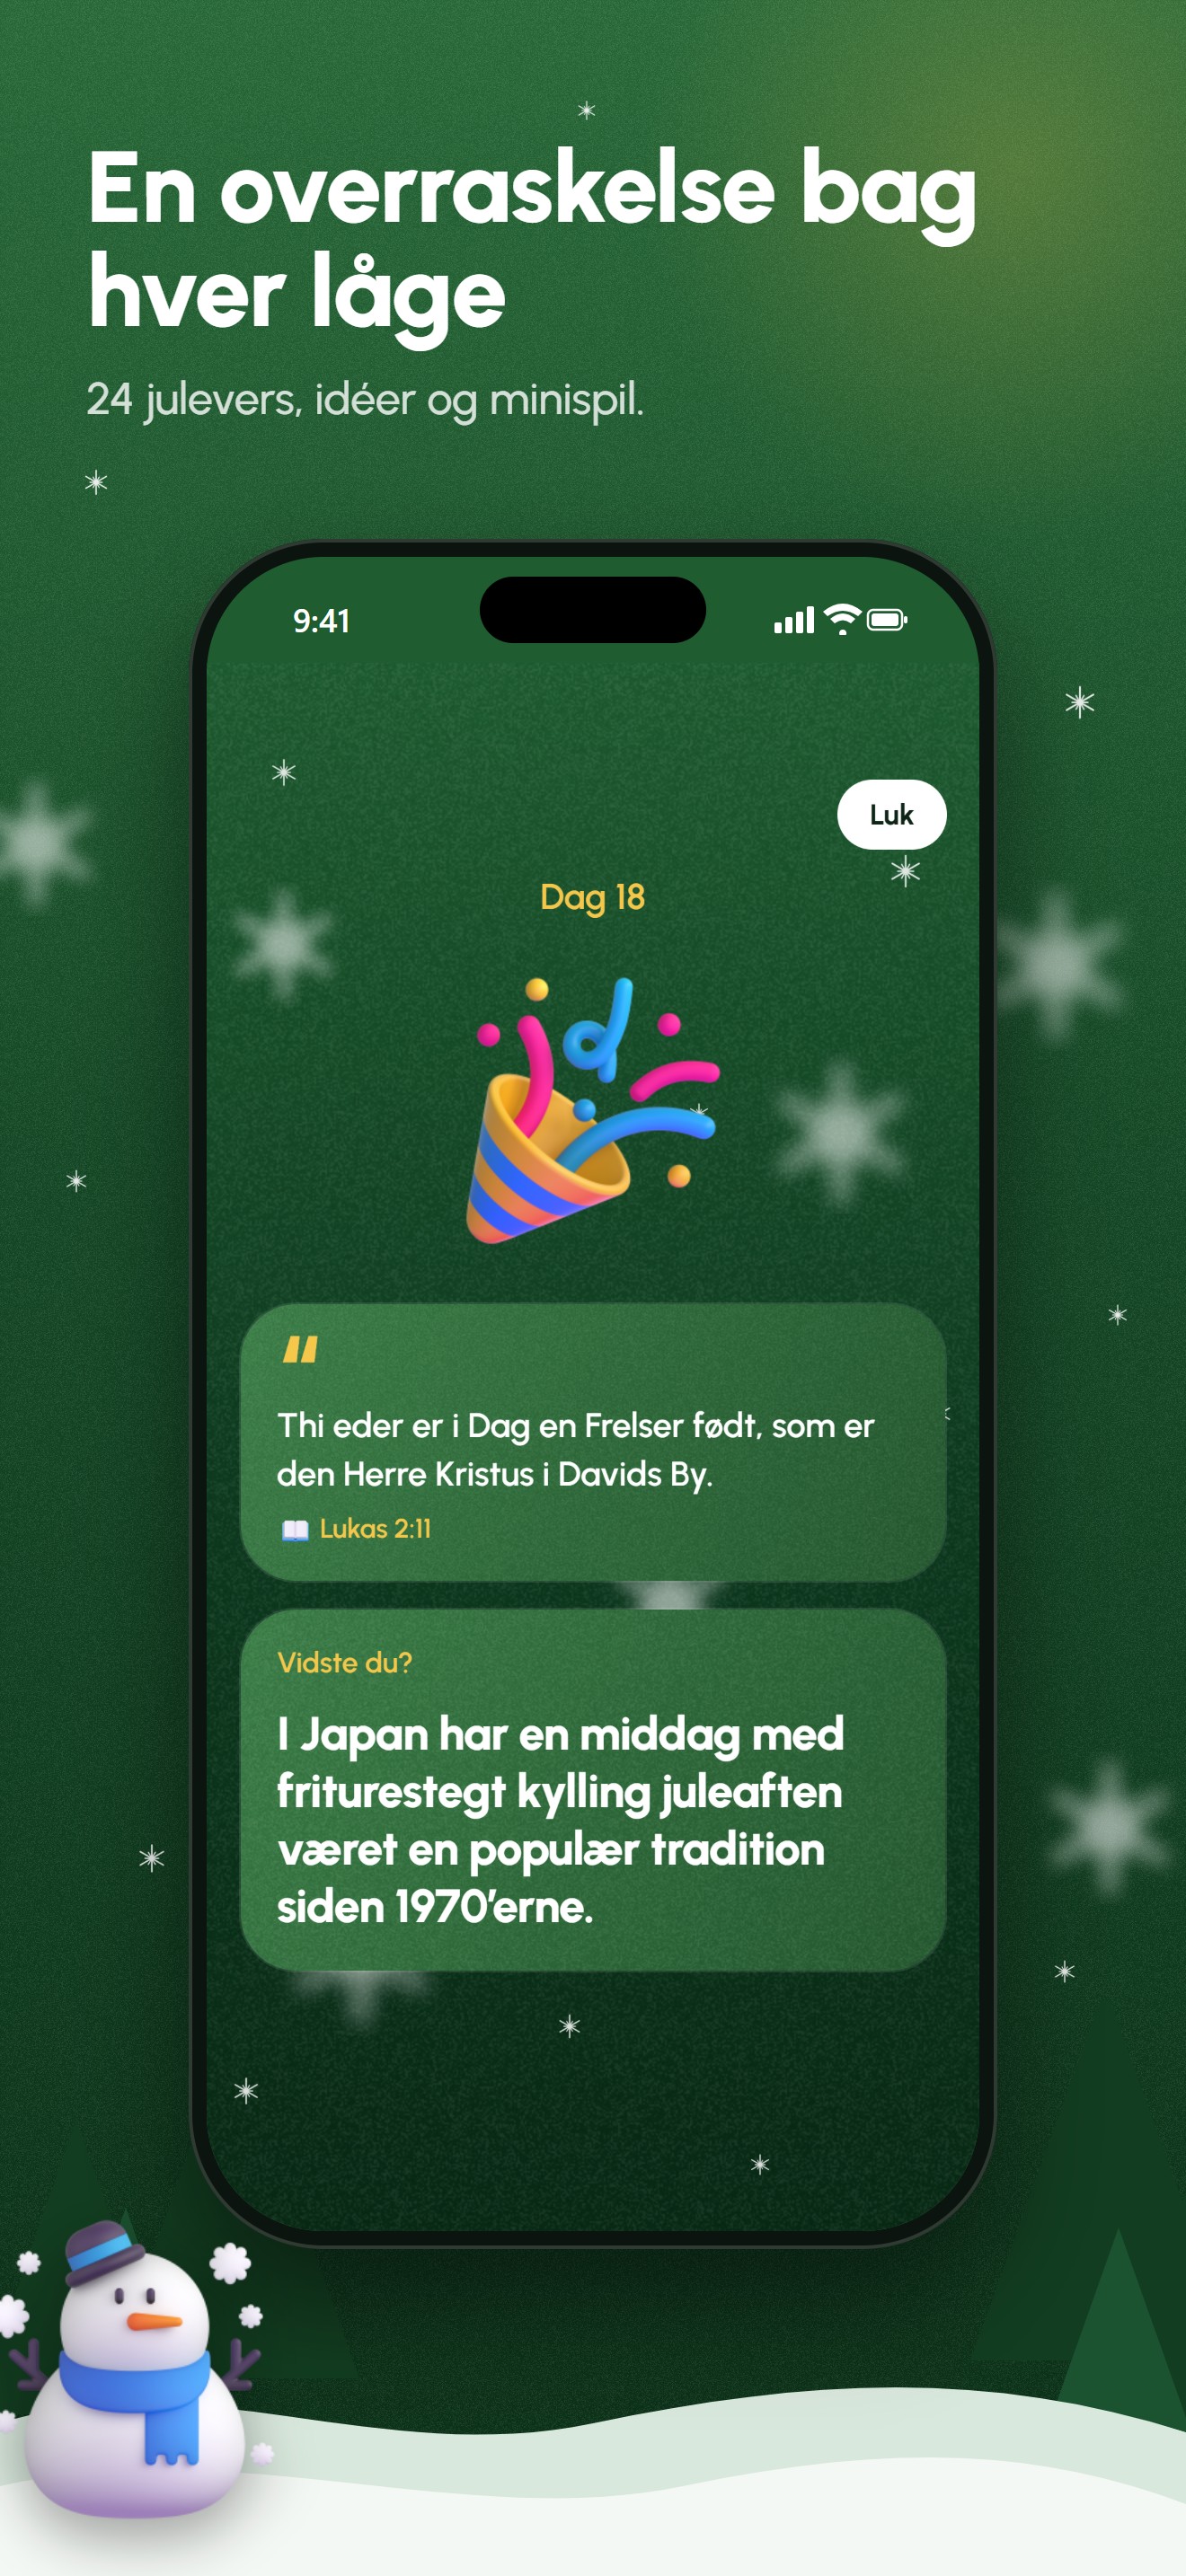 En overraskelse bag
hver låge
24 julevers, idéer og minispil.
9:41
Luk
Dag 18
"
Thi eder er i Dag en Frelser født, som er
den Herre Kristus i Davids By.
Lukas 2:11
Vidste du?
I Japan har en middag med
friturestegt kylling juleaften
været en populær tradition
siden 1970'erne.